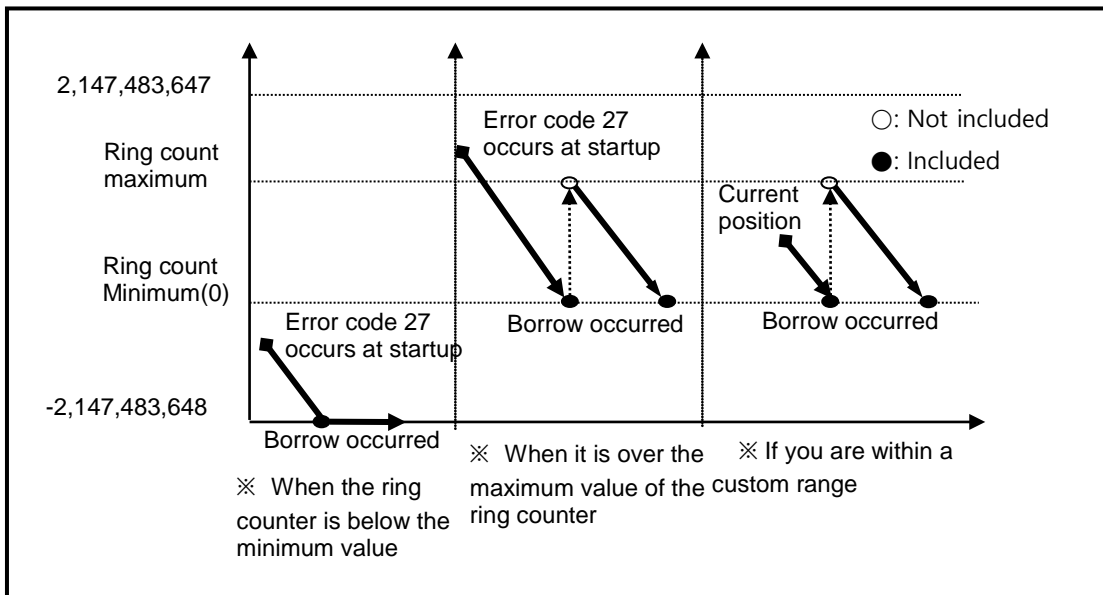 2,147,483,647
Ring count
maximum
Ring count
Minimum(0)
-2,147,483,648
Error code 27
occurs at startup
Borrow occurred
※ When the ring
counter is below the
minimum value
Error code 27
occurs at startup
Borrow occurred
※ When it is over the
maximum value of the
ring counter
○: Not included
●: Included
Current
position
Borrow occurred
※ If you are within a
custom range